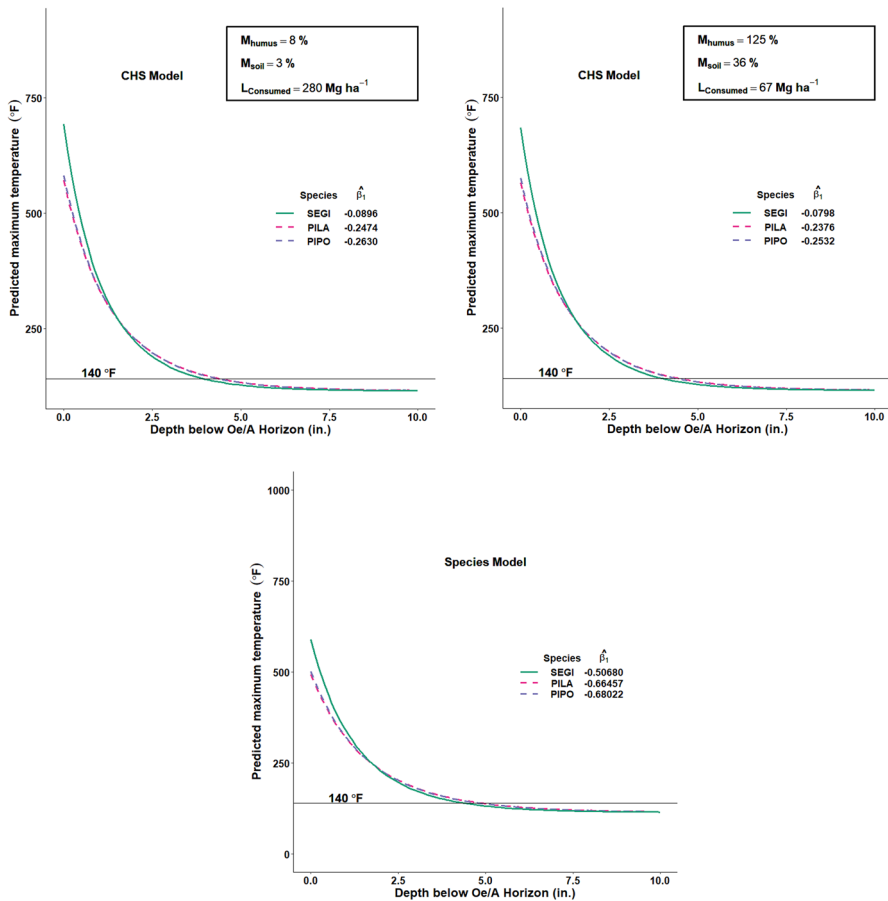 M_humus = 8 %
M_soil = 3 %
L_Consumed = 280 Mg ha⁻¹
CHS Model
Predicted maximum temperature (°F)
750
500
250
Species β̂₁
SEGI -0.0896
PILA -0.2474
PIPO -0.2630
140 °F
0.0 2.5 5.0 7.5 10.0
Depth below Oe/A Horizon (in.)
M_humus = 125 %
M_soil = 36 %
L_Consumed = 67 Mg ha⁻¹
CHS Model
Predicted maximum temperature (°F)
750
500
250
Species β̂₁
SEGI -0.0798
PILA -0.2376
PIPO -0.2532
140 °F
0.0 2.5 5.0 7.5 10.0
Depth below Oe/A Horizon (in.)
Species Model
Predicted maximum temperature (°F)
1000
750
500
250
0
Species β̂₁
SEGI -0.50680
PILA -0.66457
PIPO -0.68022
140 °F
0.0 2.5 5.0 7.5 10.0
Depth below Oe/A Horizon (in.)